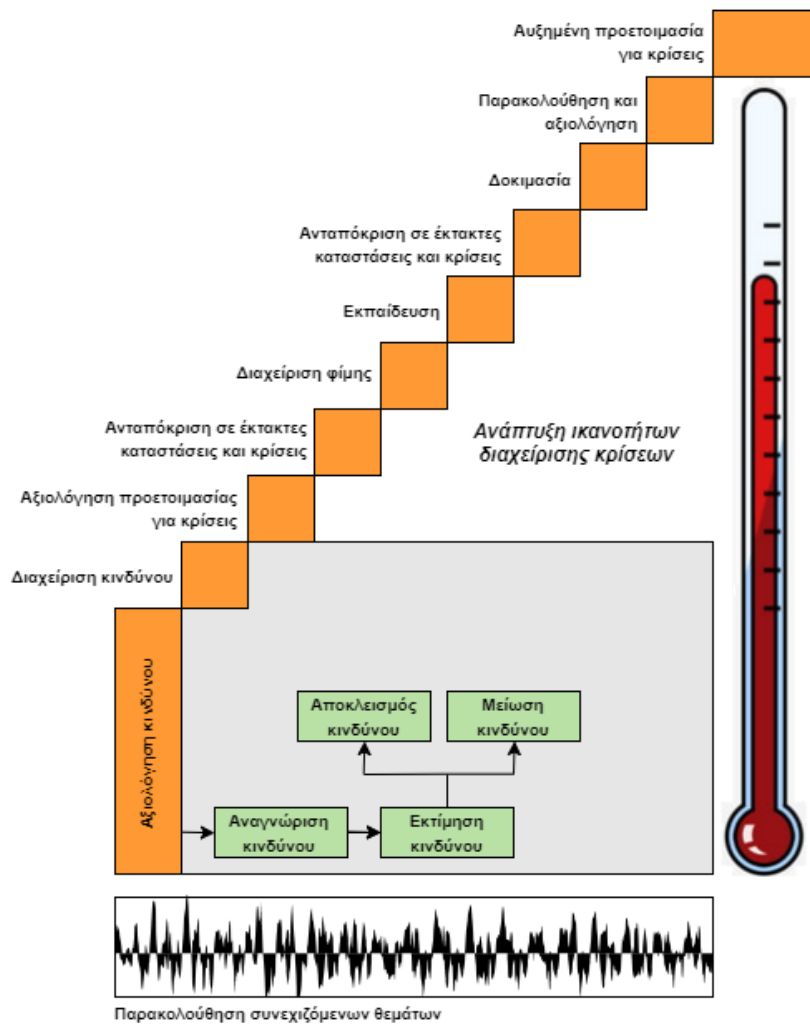 Αυξημένη προετοιμασία
για κρίσεις
Παρακολούθηση και
αξιολόγηση
Δοκιμασία
Ανταπόκριση σε έκτακτες
καταστάσεις και κρίσεις
Εκπαίδευση
Διαχείριση φίμης
Ανταπόκριση σε έκτακτες
καταστάσεις και κρίσεις
Ανάπτυξη ικανοτήτων
διαχείρισης κρίσεων
Αξιολόγηση προετοιμασίας
για κρίσεις
Διαχείριση κινδύνου
Αξιολόγηση κινδύνου
Αποκλεισμός
κινδύνου
Μείωση
κινδύνου
Αναγνώριση
κινδύνου
Εκτίμηση
κινδύνου
Παρακολούθηση συνεχιζόμενων θεμάτων